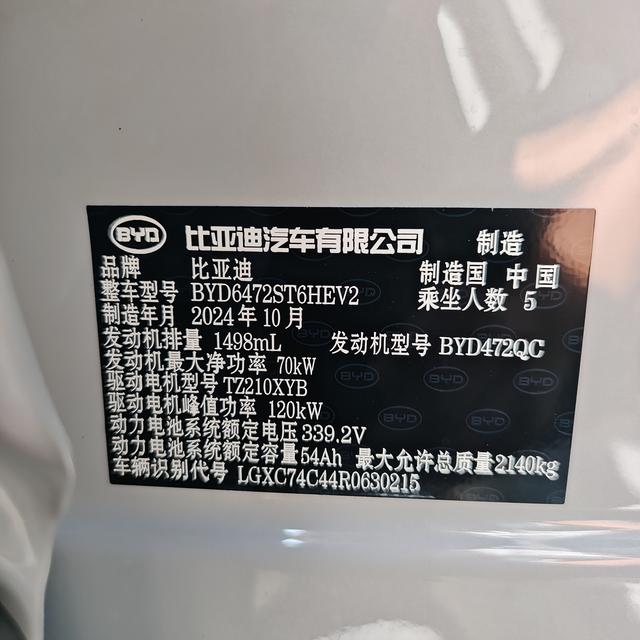 BYD 比亚迪汽车有限公司 制造
品牌 比亚迪 制造国 中国
整车型号 BYD6472ST6HEV2 乘坐人数 5
制造年月 2024年10月
发动机排量 1498mL 发动机型号 BYD472QC
发动机最大净功率 70kW
驱动电机型号 TZ210XYB
驱动电机峰值功率 120kW
动力电池系统额定电压 339.2V
动力电池系统额定容量 54Ah 最大允许总质量 2140kg
车辆识别代号 LGXC74C44R0630215